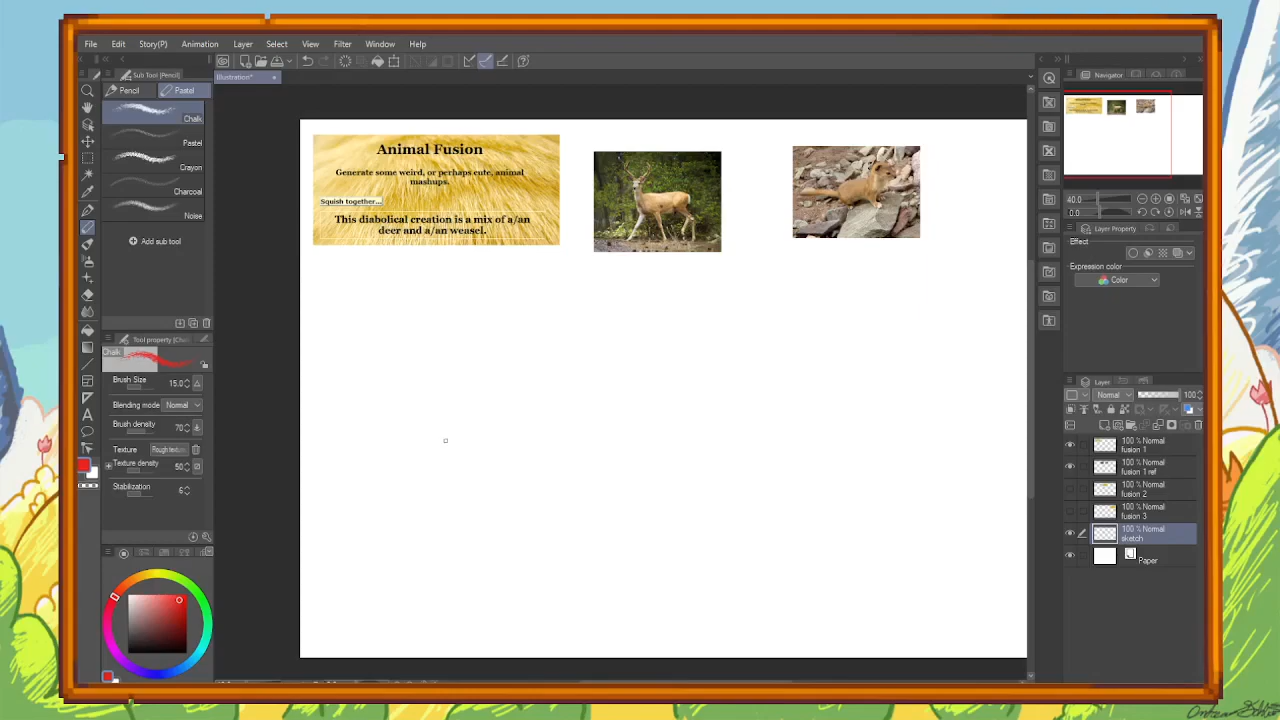 File Edit Story(P) Animation Layer Select View Filter Window Help
Sub Tool [Pencil]
Illustration*
Navigator
Pencil Pastel
Chalk
Pastel
Crayon
Charcoal
Noise
Add sub tool
Animal Fusion
Generate some weird, or perhaps cute, animal
mashups.
Squish together...
This diabolical creation is a mix of a/an
deer and a/an weasel.
40.0
0.0
Layer Property
Effect
Expression color
Color
Tool property [Cha
Chalk
Brush Size 15.0
Blending mode Normal
Brush density 70
Texture Rough textur
Texture density 50
Stabilization 6
Layer
Normal 100
100 % Normal
fusion 1
100 % Normal
fusion 1 ref
100 % Normal
fusion 2
100 % Normal
fusion 3
100 % Normal
sketch
Paper